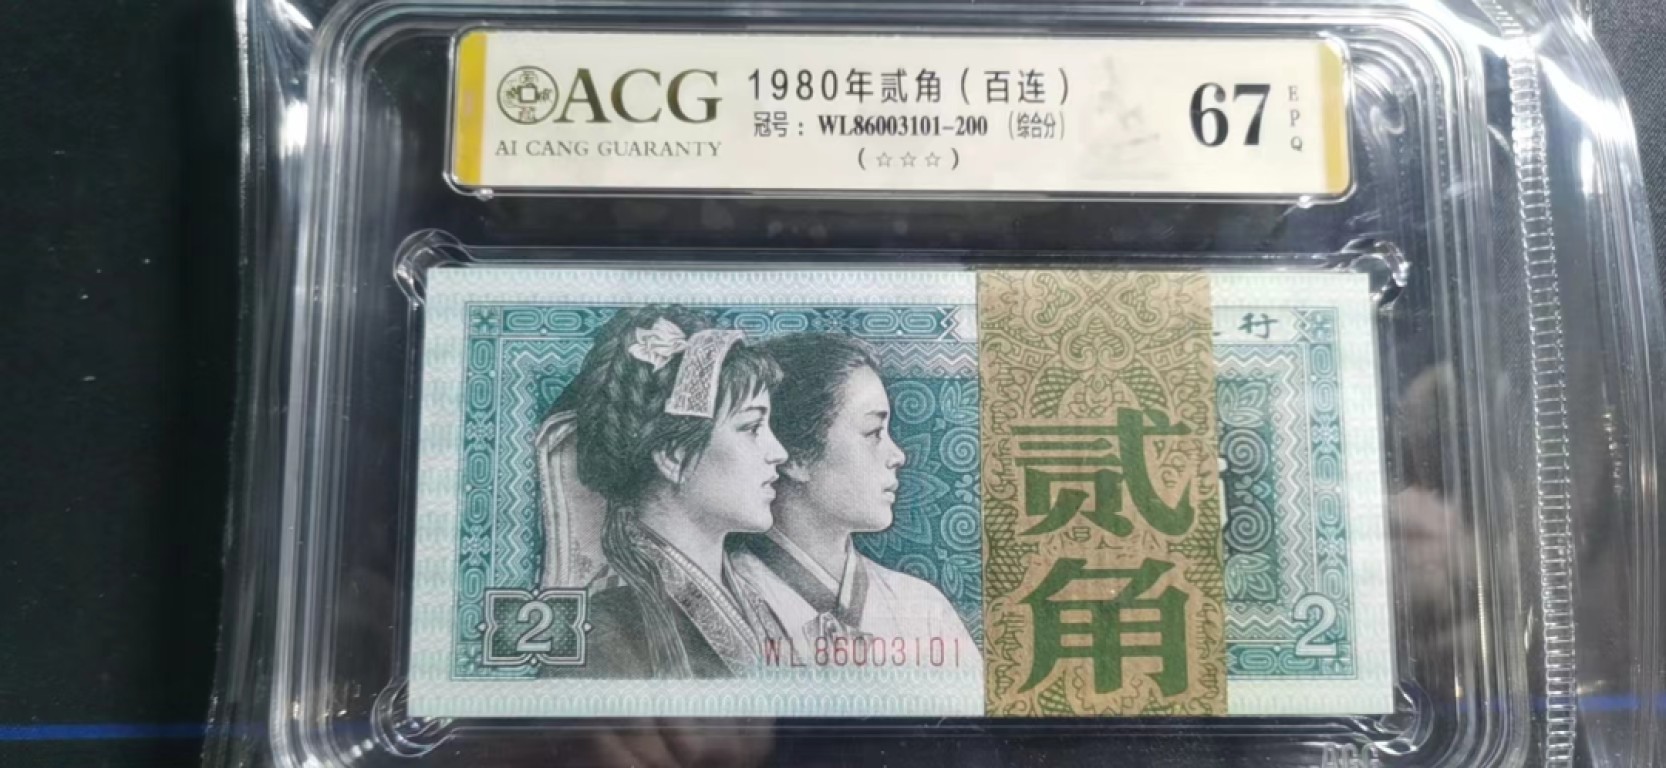 ACG
AI CANG GUARANTY
1980年贰角（百连）
冠号：WL86003101-200 （综合分）
（☆☆☆）
67
EPQ
行
贰角
2
WL86003101
2